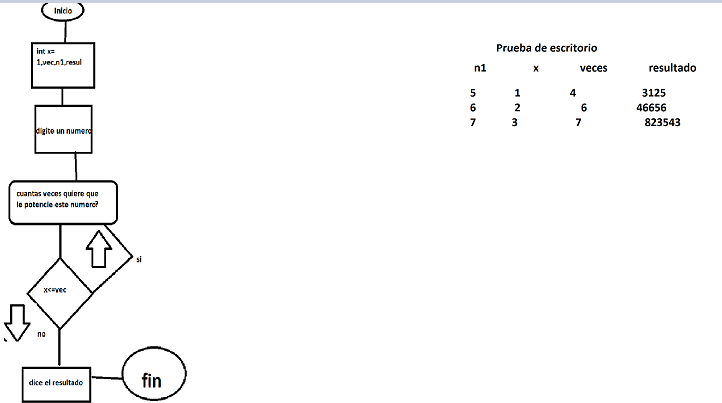 Inicio
int x=
1,vec,n1,resul
digite un numero
cuantas veces quiere que
le potencie este numero?
si
x<=vec
no
dice el resultado
fin
Prueba de escritorio
n1 x veces resultado
5 1 4 3125
6 2 6 46656
7 3 7 823543